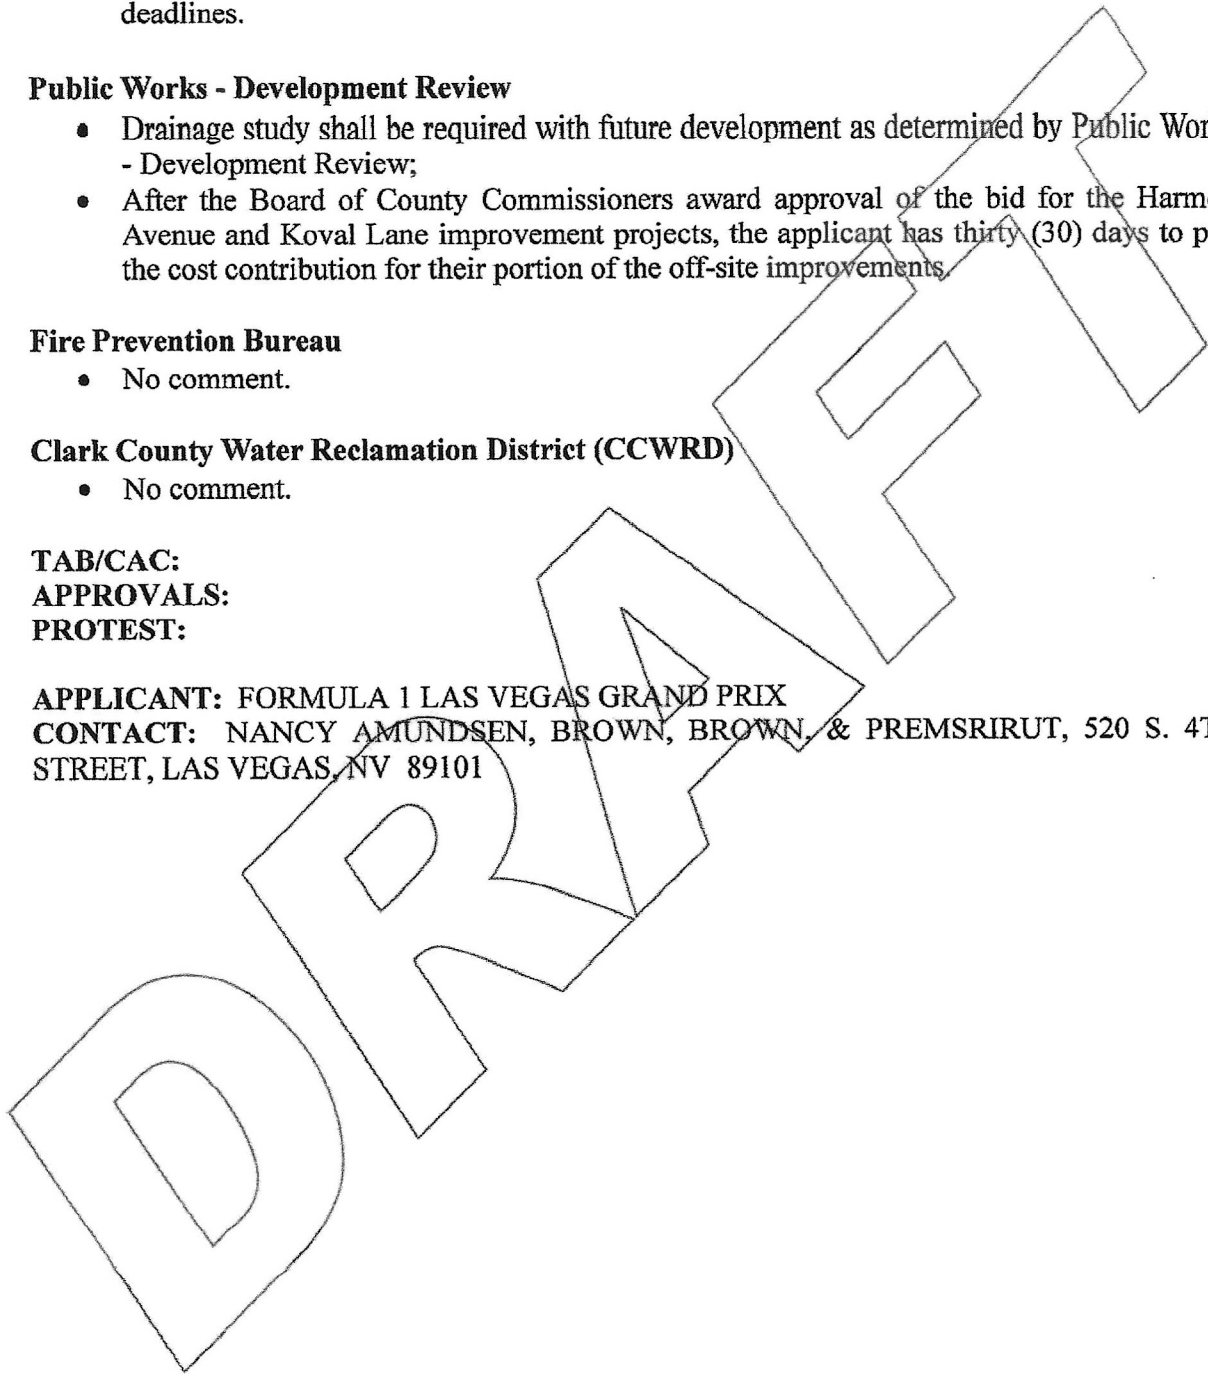 deadlines.
Public Works - Development Review
• Drainage study shall be required with future development as determined by Public Wor
- Development Review;
• After the Board of County Commissioners award approval of the bid for the Harm
Avenue and Koval Lane improvement projects, the applicant has thirty (30) days to p
the cost contribution for their portion of the off-site improvements.
Fire Prevention Bureau
• No comment.
Clark County Water Reclamation District (CCWRD)
• No comment.
TAB/CAC:
APPROVALS:
PROTEST:
APPLICANT: FORMULA 1 LAS VEGAS GRAND PRIX
CONTACT: NANCY AMUNDSEN, BROWN, BROWN, & PREMSRIRUT, 520 S. 4T
STREET, LAS VEGAS, NV 89101
DRAFT